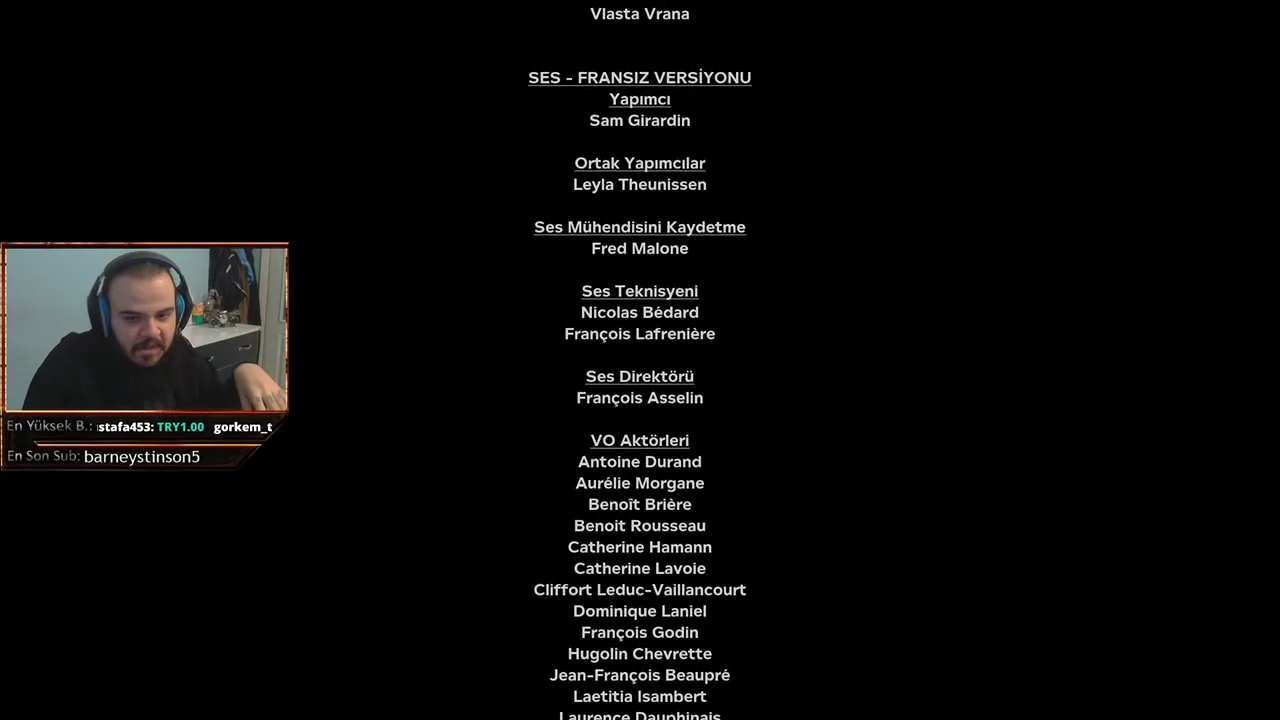 Vlasta Vrana
SES - FRANSIZ VERSİYONU
Yapımcı
Sam Girardin
Ortak Yapımcılar
Leyla Theunissen
Ses Mühendisini Kaydetme
Fred Malone
Ses Teknisyeni
Nicolas Bédard
François Lafrenière
Ses Direktörü
François Asselin
VO Aktörleri
Antoine Durand
Aurélie Morgane
Benoît Brière
Benoit Rousseau
Catherine Hamann
Catherine Lavoie
Cliffort Leduc-Vaillancourt
Dominique Laniel
François Godin
Hugolin Chevrette
Jean-François Beaupré
Laetitia Isambert
Laurence Dauphinais
En Yüksek B.: stafa453: TRY1.00 gorkem_t
En Son Sub: barneystinson5